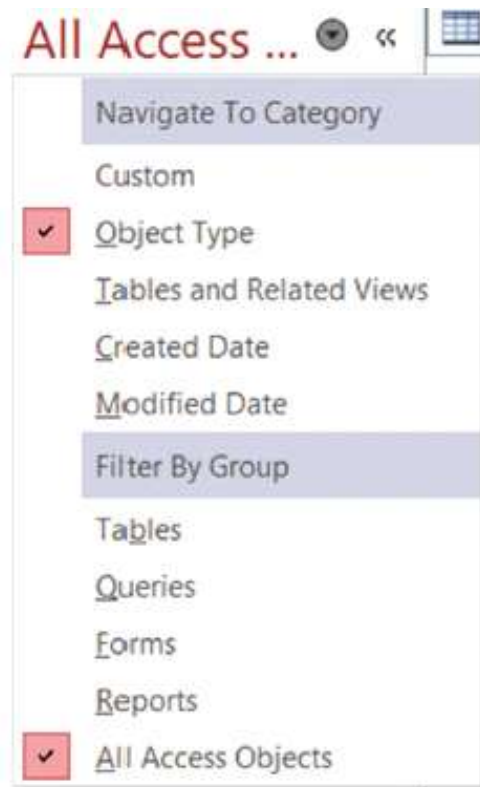 All Access ... «
Navigate To Category
Custom
Object Type
Tables and Related Views
Created Date
Modified Date
Filter By Group
Tables
Queries
Forms
Reports
All Access Objects